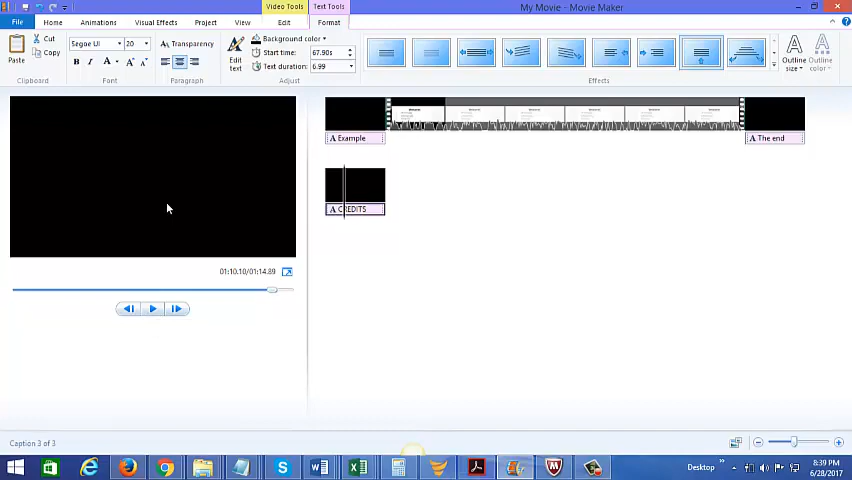 My Movie - Movie Maker
Video Tools
Text Tools
File
Home
Animations
Visual Effects
Project
View
Edit
Format
Paste
Cut
Copy
Clipboard
Segoe UI
20
B I A A A
Font
Transparency
Paragraph
Edit text
Background color
Start time: 67.90s
Text duration: 6.99
Adjust
Effects
Outline size
Outline color
A Example
A The end
A CREDITS
01:10.10/01:14.89
Caption 3 of 3
Desktop
8:39 PM
6/28/2017